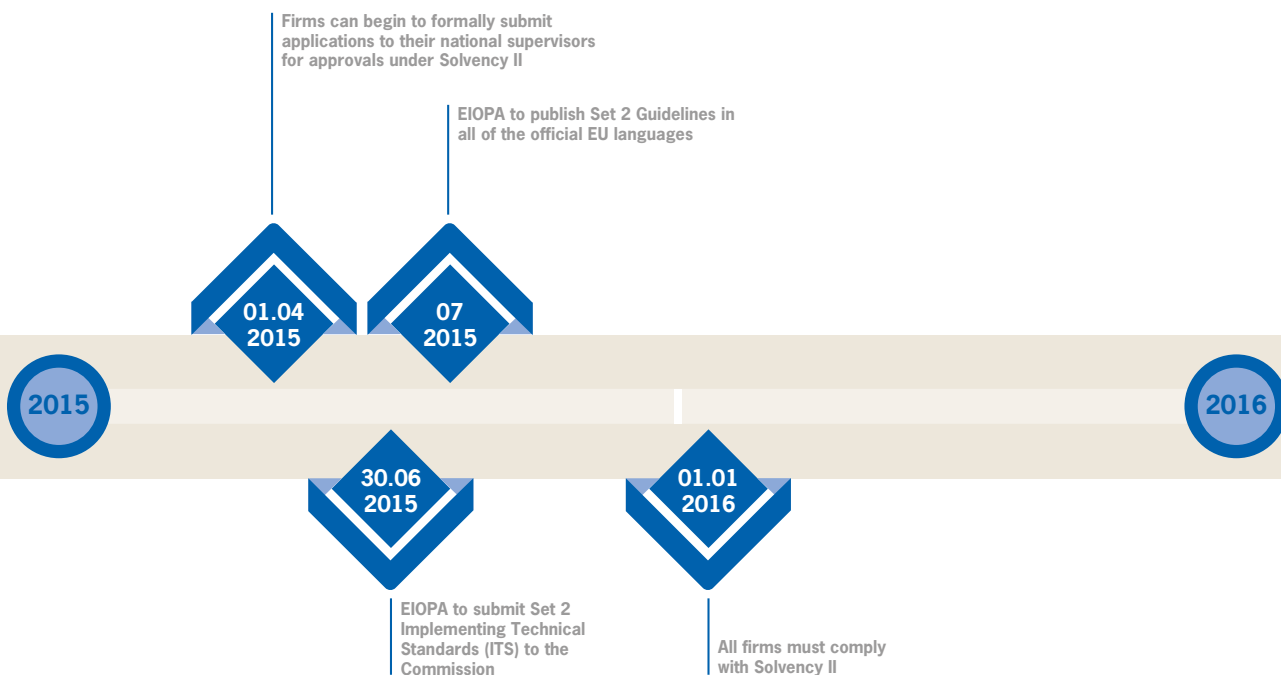 Firms can begin to formally submit
applications to their national supervisors
for approvals under Solvency II
EIOPA to publish Set 2 Guidelines in
all of the official EU languages
01.04
2015
07
2015
2015
2016
30.06
2015
01.01
2016
EIOPA to submit Set 2
Implementing Technical
Standards (ITS) to the
Commission
All firms must comply
with Solvency II